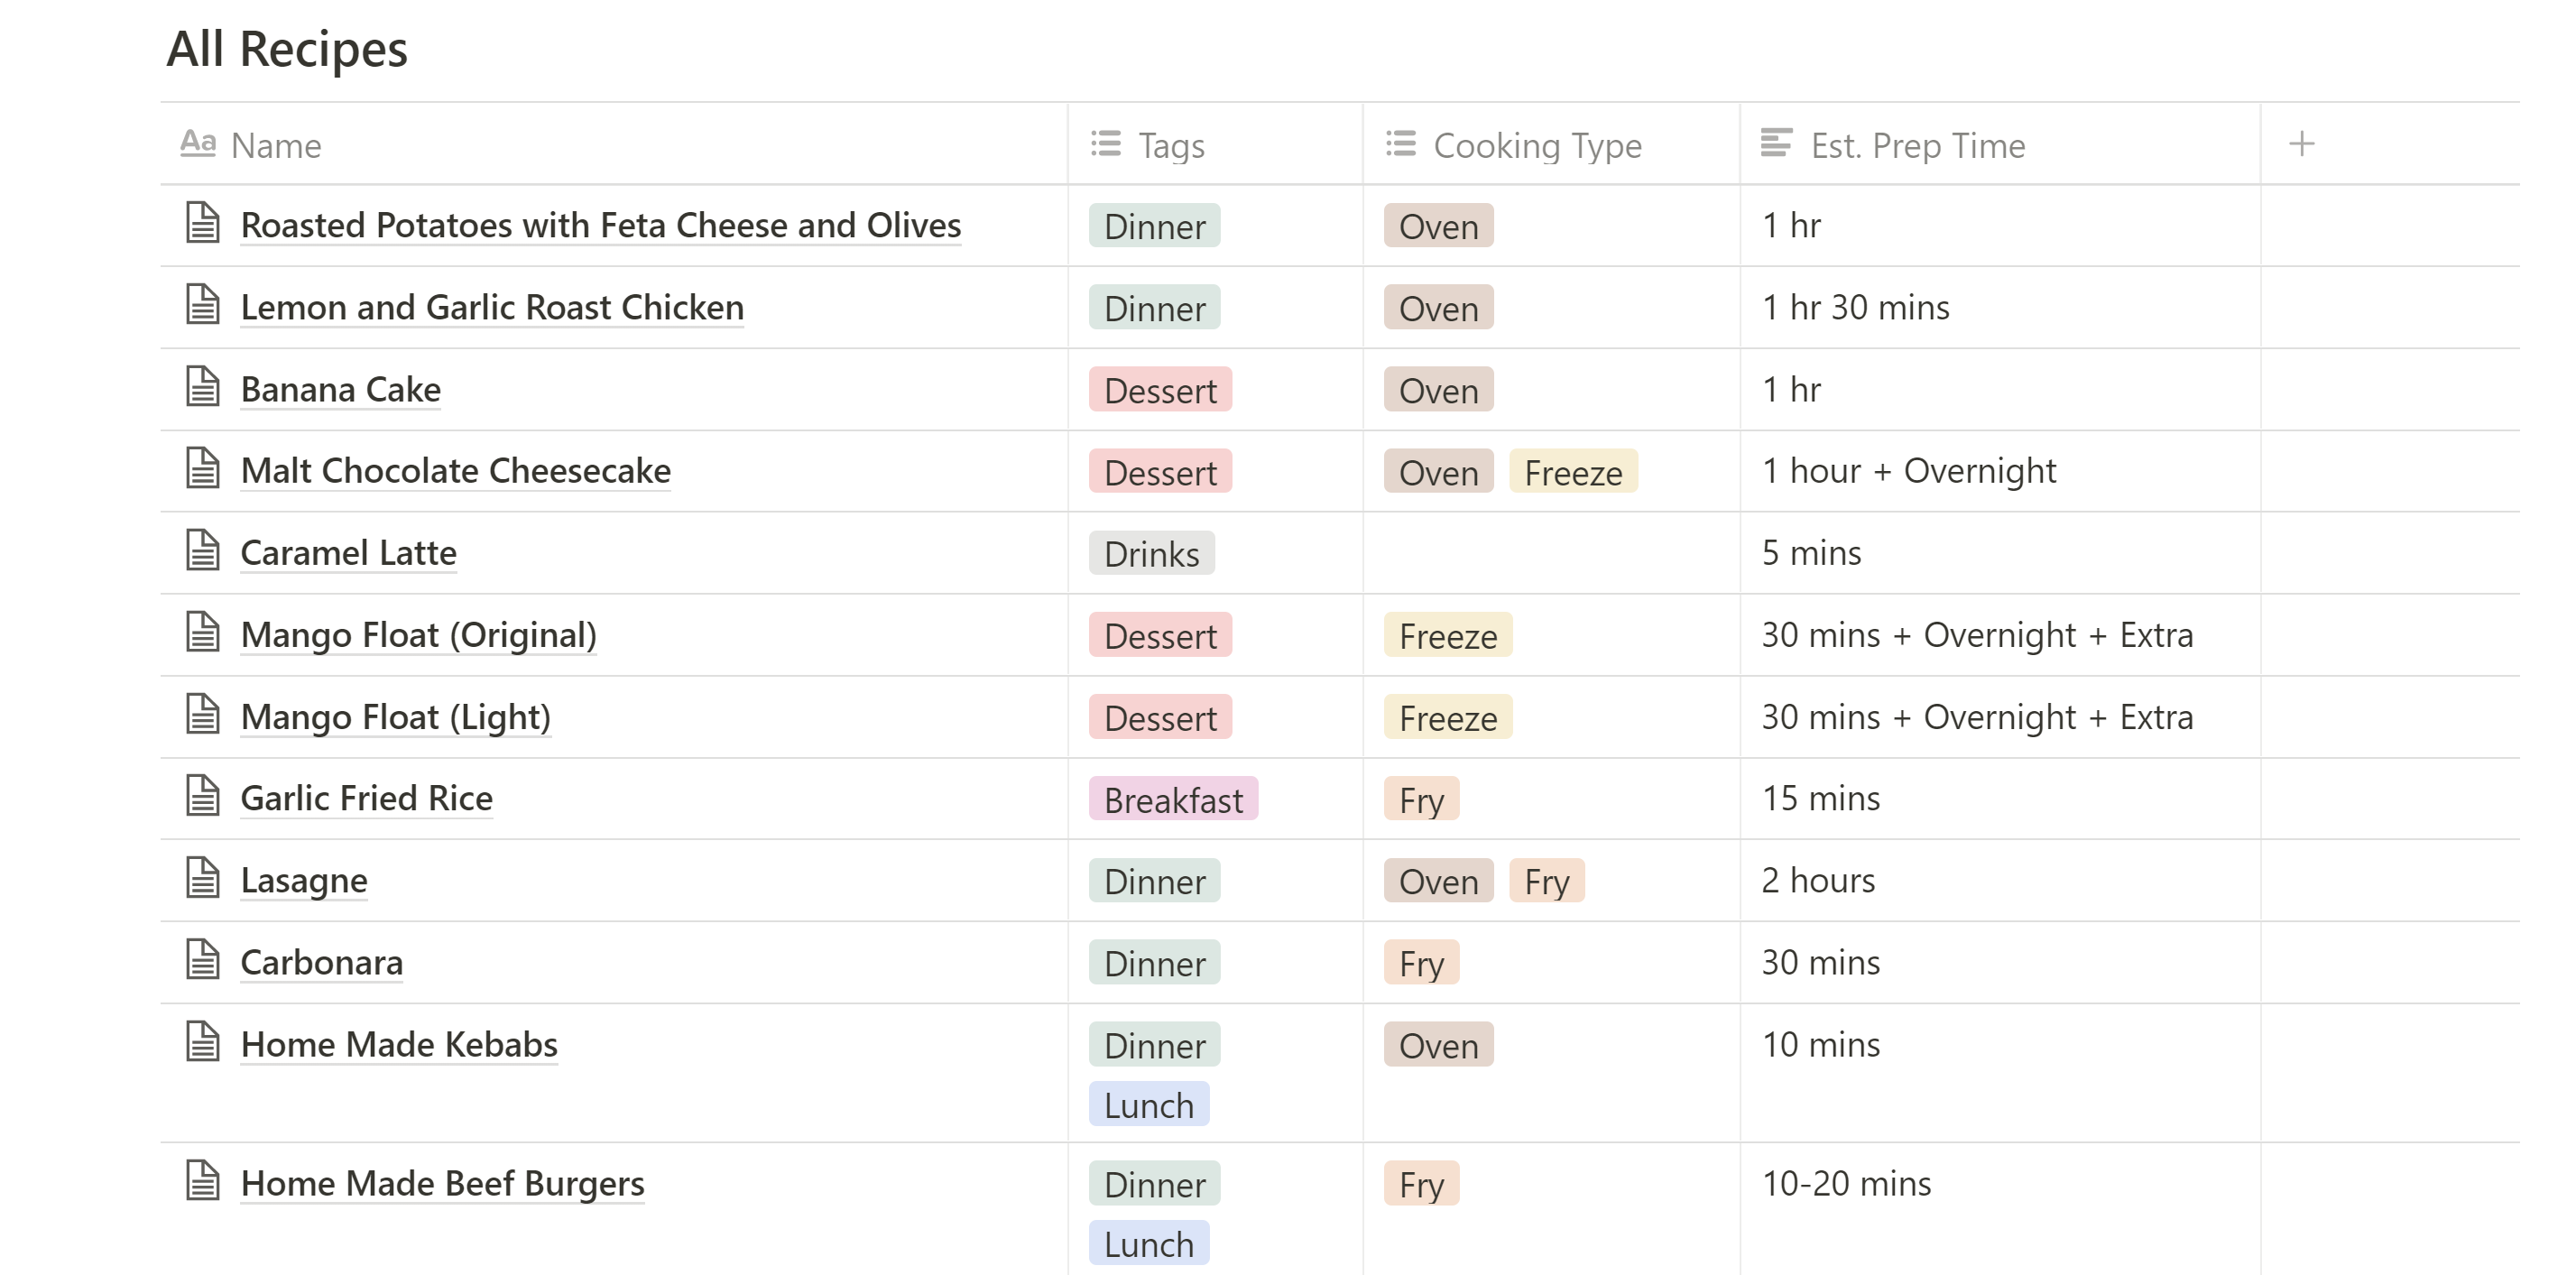 All Recipes
Aa Name Tags Cooking Type Est. Prep Time +
Roasted Potatoes with Feta Cheese and Olives Dinner Oven 1 hr
Lemon and Garlic Roast Chicken Dinner Oven 1 hr 30 mins
Banana Cake Dessert Oven 1 hr
Malt Chocolate Cheesecake Dessert Oven Freeze 1 hour + Overnight
Caramel Latte Drinks 5 mins
Mango Float (Original) Dessert Freeze 30 mins + Overnight + Extra
Mango Float (Light) Dessert Freeze 30 mins + Overnight + Extra
Garlic Fried Rice Breakfast Fry 15 mins
Lasagne Dinner Oven Fry 2 hours
Carbonara Dinner Fry 30 mins
Home Made Kebabs Dinner Oven 10 mins
Lunch
Home Made Beef Burgers Dinner Fry 10-20 mins
Lunch